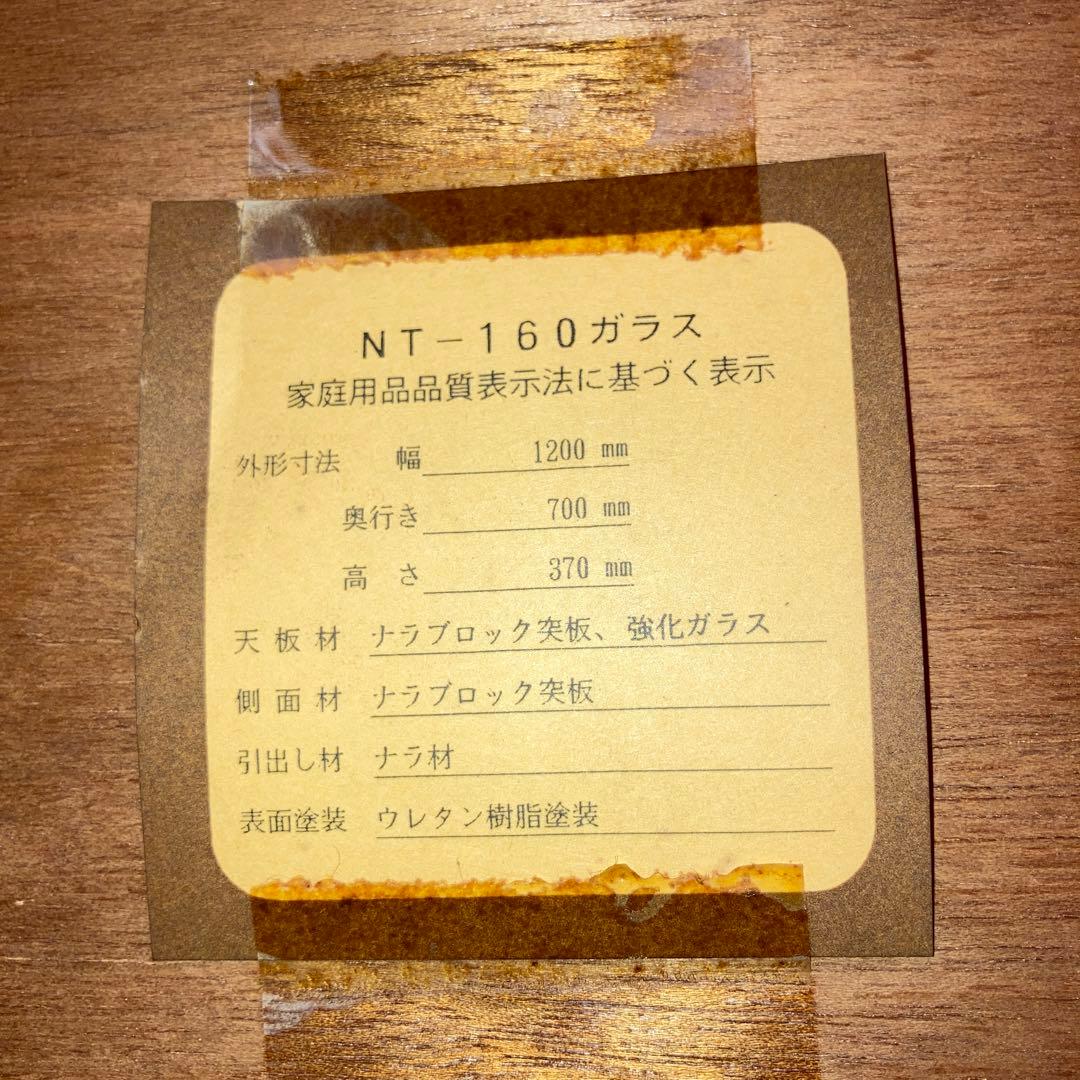 NT－160ガラス
家庭用品品質表示法に基づく表示
外形寸法　幅　1200 ㎜
奥行き　700 ㎜
高さ　370 ㎜
天板材　ナラブロック突板、強化ガラス
側面材　ナラブロック突板
引出し材　ナラ材
表面塗装　ウレタン樹脂塗装